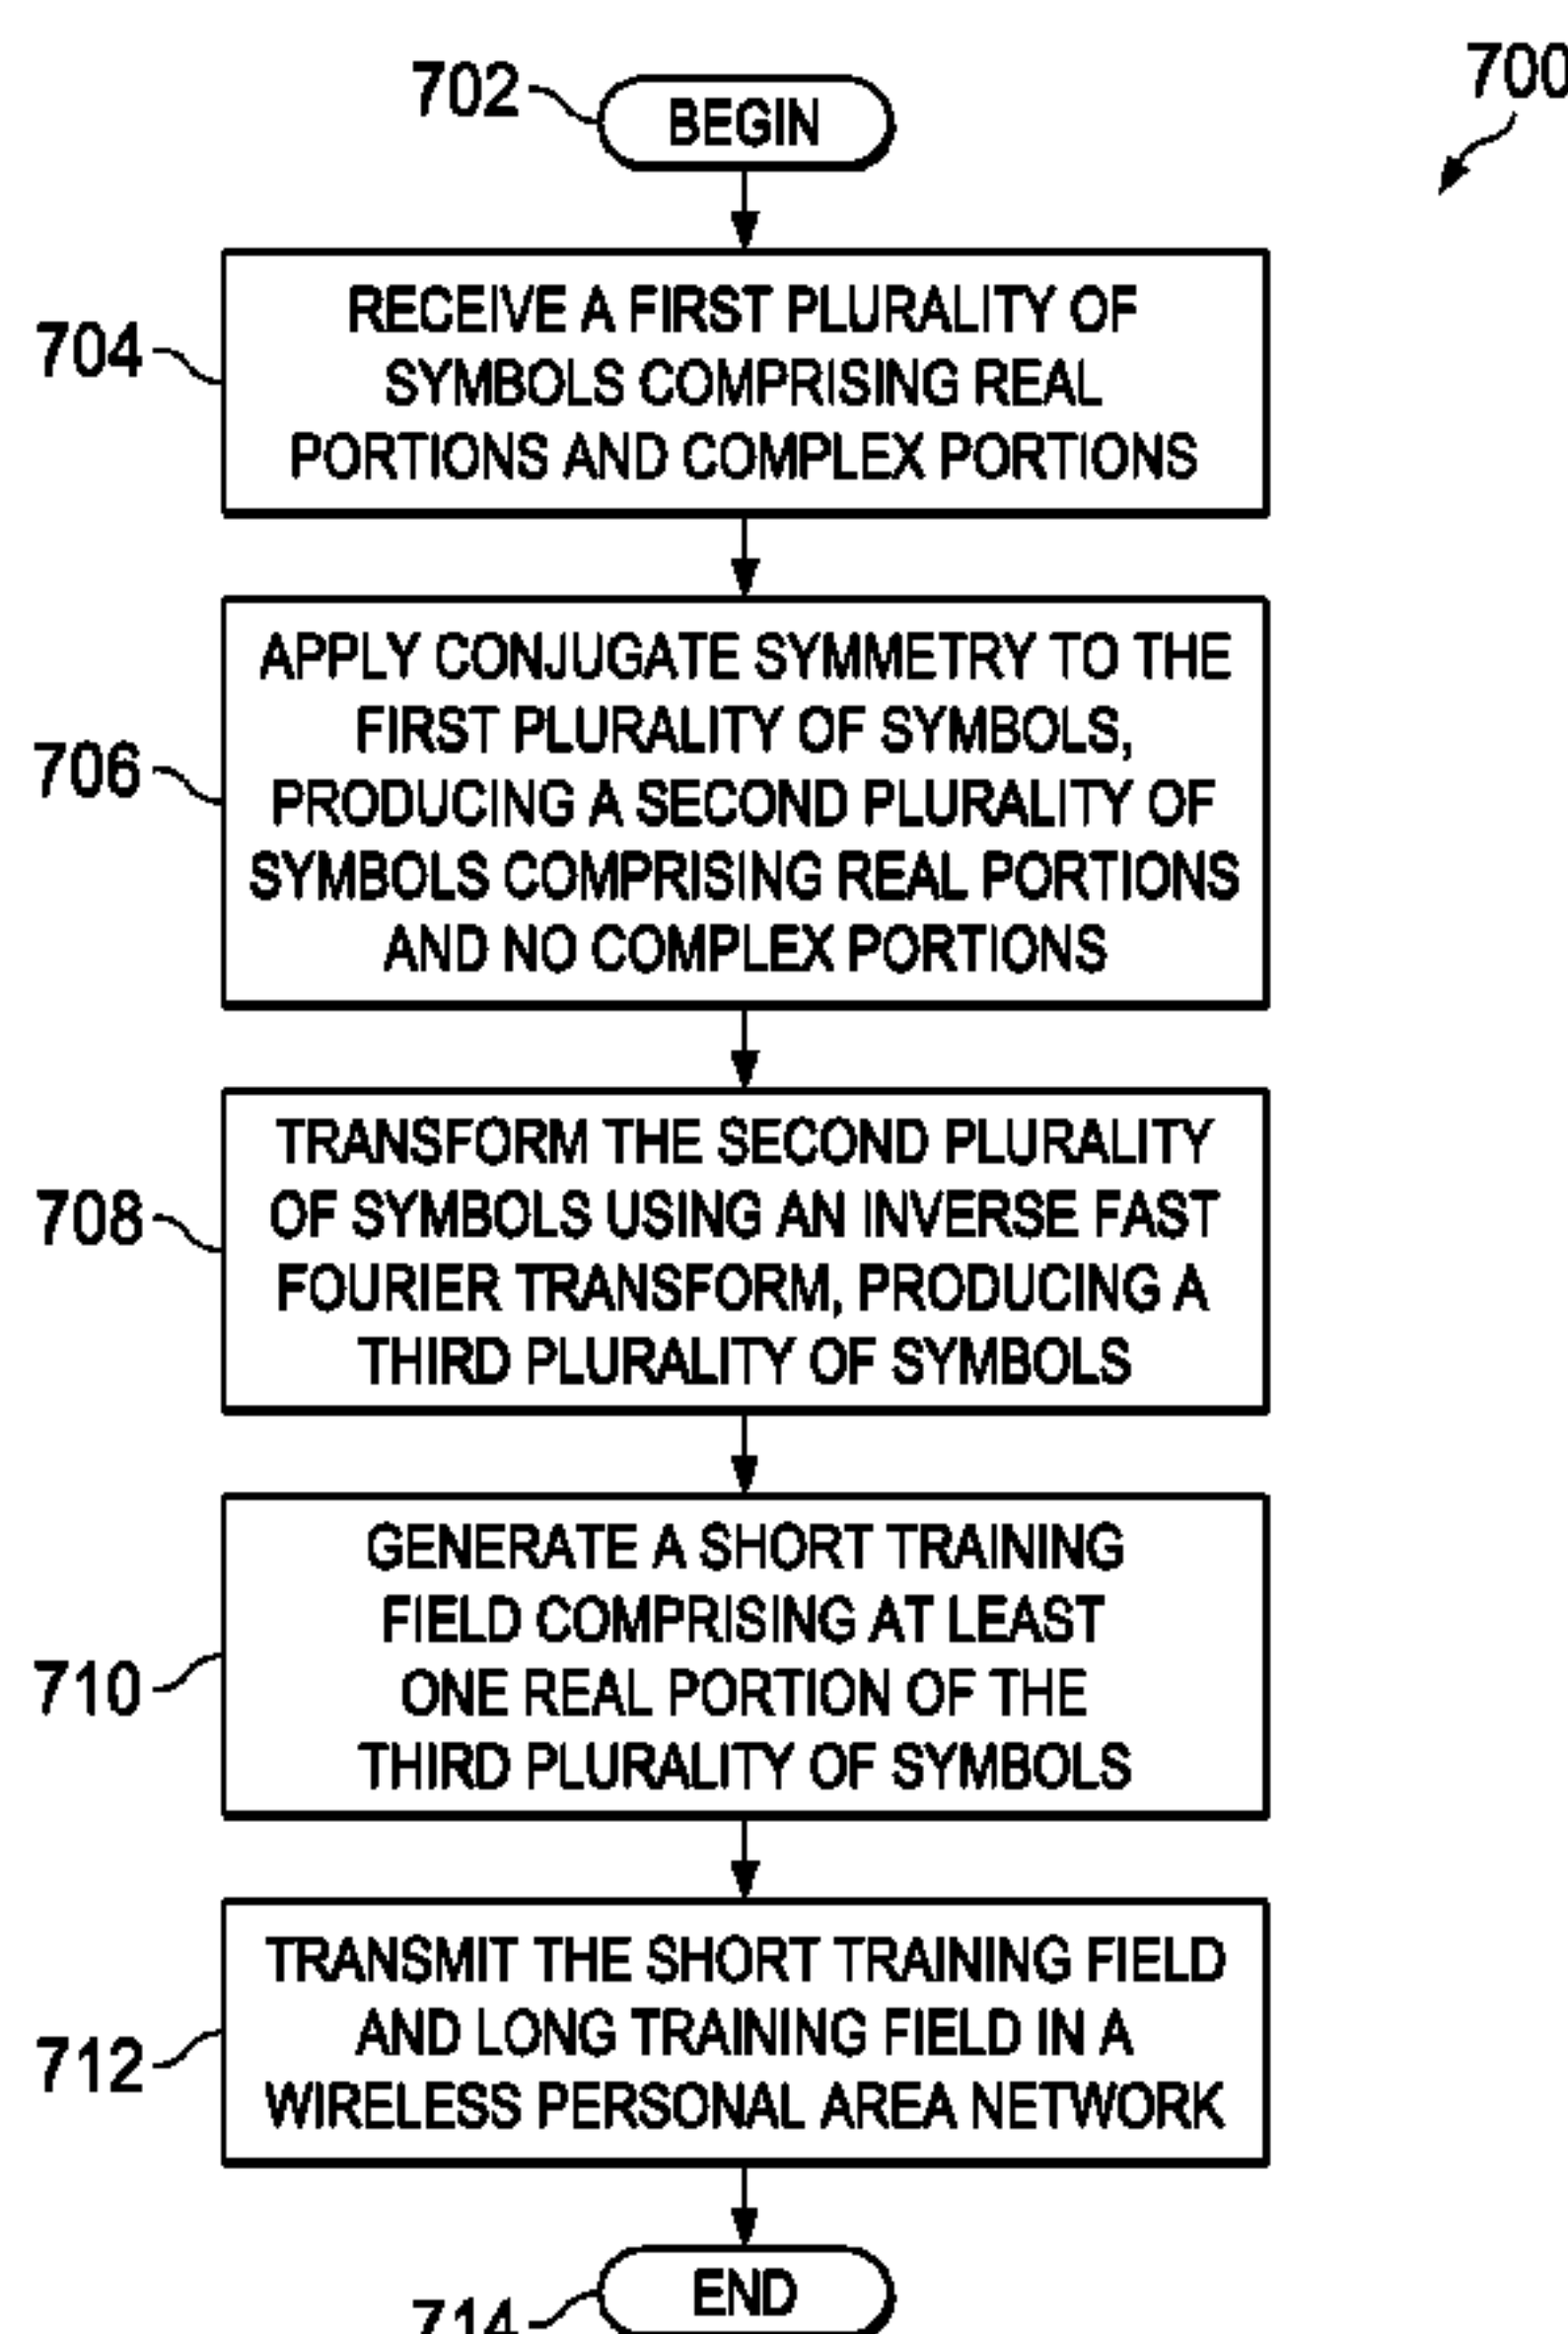 700
702
BEGIN
704
RECEIVE A FIRST PLURALITY OF
SYMBOLS COMPRISING REAL
PORTIONS AND COMPLEX PORTIONS
706
APPLY CONJUGATE SYMMETRY TO THE
FIRST PLURALITY OF SYMBOLS,
PRODUCING A SECOND PLURALITY OF
SYMBOLS COMPRISING REAL PORTIONS
AND NO COMPLEX PORTIONS
708
TRANSFORM THE SECOND PLURALITY
OF SYMBOLS USING AN INVERSE FAST
FOURIER TRANSFORM, PRODUCING A
THIRD PLURALITY OF SYMBOLS
710
GENERATE A SHORT TRAINING
FIELD COMPRISING AT LEAST
ONE REAL PORTION OF THE
THIRD PLURALITY OF SYMBOLS
712
TRANSMIT THE SHORT TRAINING FIELD
AND LONG TRAINING FIELD IN A
WIRELESS PERSONAL AREA NETWORK
END
714